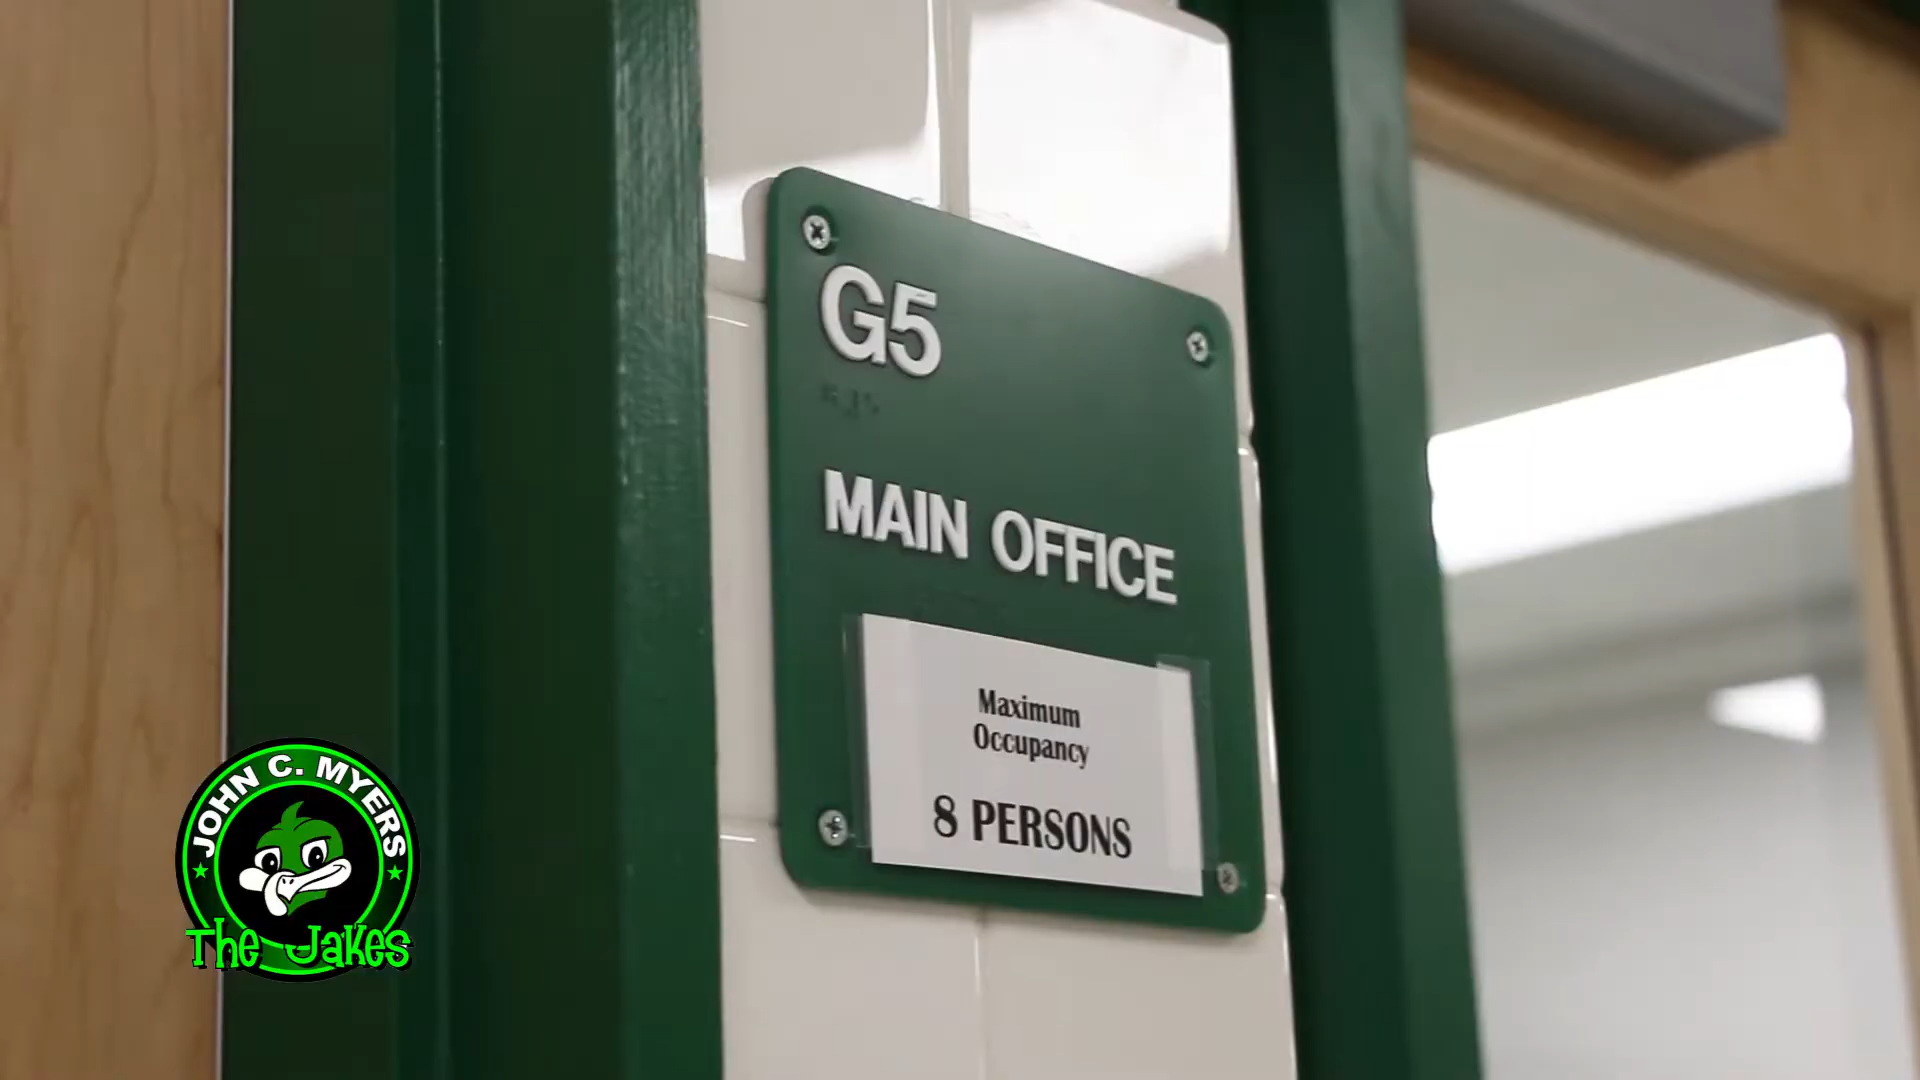 G5
MAIN OFFICE
Maximum
Occupancy
8 PERSONS
JOHN C. MYERS
The Jakes